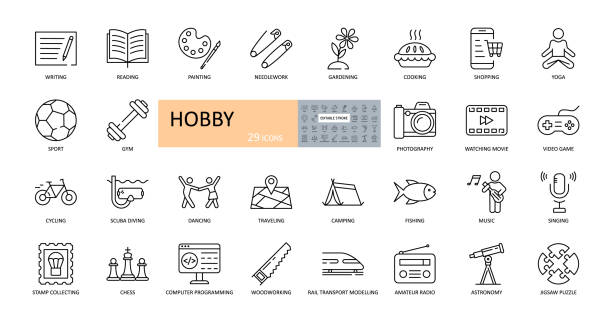 WRITING
READING
PAINTING
NEEDLEWORK
GARDENING
COOKING
SHOPPING
YOGA
SPORT
GYM
HOBBY
29 ICONS
EDITABLE STROKE
PHOTOGRAPHY
WATCHING MOVIE
VIDEO GAME
CYCLING
SCUBA DIVING
DANCING
TRAVELING
CAMPING
FISHING
MUSIC
SINGING
STAMP COLLECTING
CHESS
COMPUTER PROGRAMMING
WOODWORKING
RAIL TRANSPORT MODELLING
AMATEUR RADIO
ASTRONOMY
JIGSAW PUZZLE